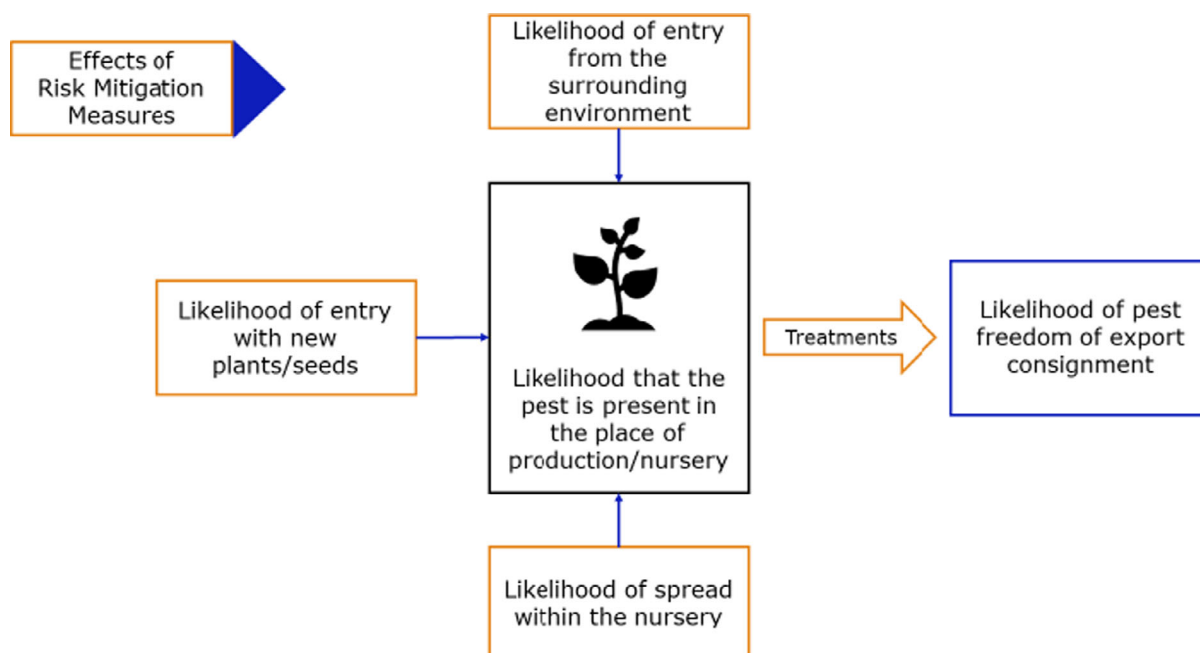 Effects of
Risk Mitigation
Measures
Likelihood of entry
from the
surrounding
environment
Likelihood of entry
with new
plants/seeds
Likelihood that the
pest is present in
the place of
production/nursery
Treatments
Likelihood of pest
freedom of export
consignment
Likelihood of spread
within the nursery